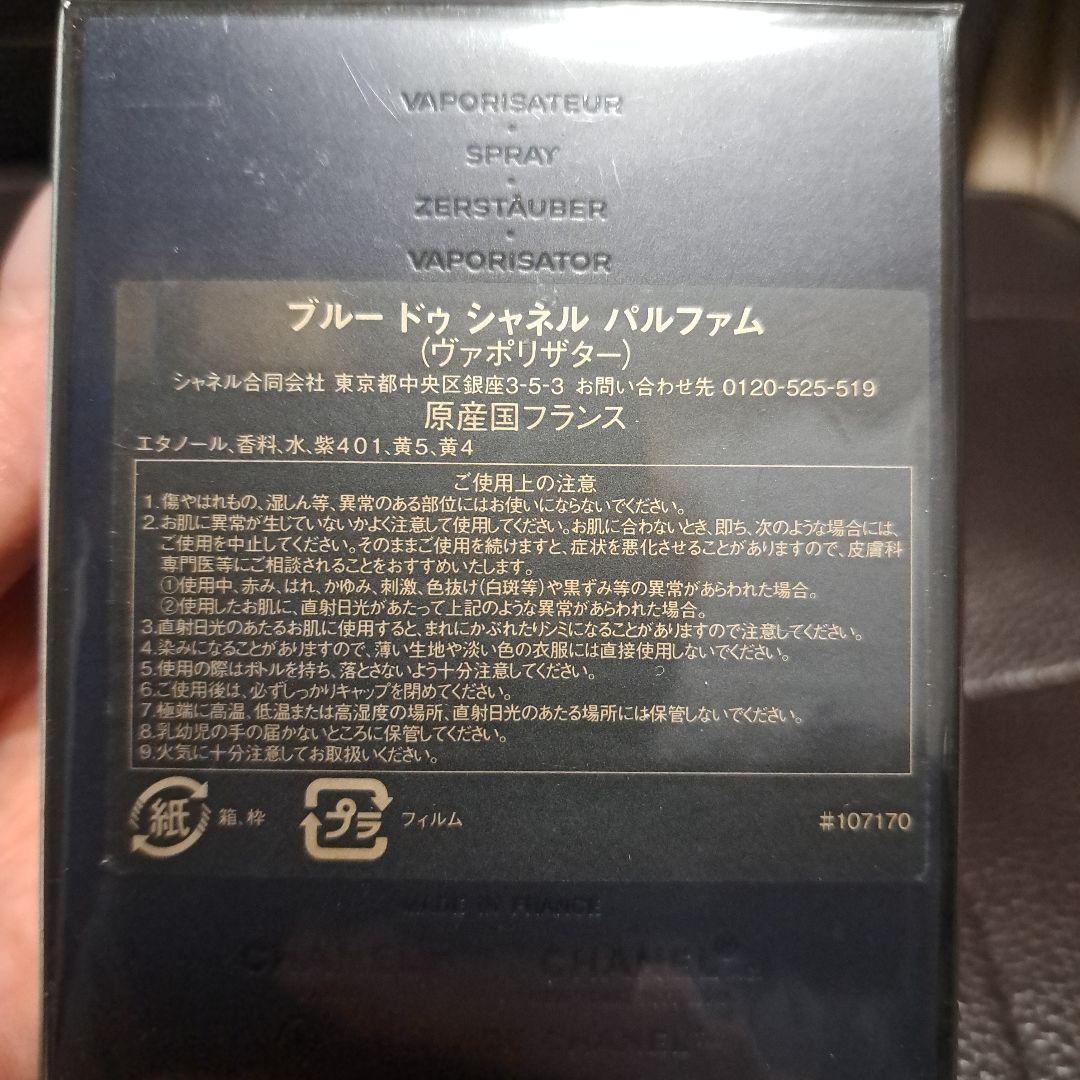 VAPORISATEUR
SPRAY
ZERSTÄUBER
VAPORISATOR
ブルー ドゥ シャネル パルファム
(ヴァポリザター)
シャネル合同会社 東京都中央区銀座3-5-3 お問い合わせ先 0120-525-519
原産国フランス
エタノール、香料、水、紫401、黄5、黄4
ご使用上の注意
1.傷やはれもの、湿しん等、異常のある部位にはお使いにならないでください。
2.お肌に異常が生じていないかよく注意して使用してください。お肌に合わないとき、即ち、次のような場合には、
ご使用を中止してください。そのままご使用を続けますと、症状を悪化させることがありますので、皮膚科
専門医等にご相談されることをおすすめいたします。
①使用中、赤み、はれ、かゆみ、刺激、色抜け(白斑等)や黒ずみ等の異常があらわれた場合。
②使用したお肌に、直射日光があたって上記のような異常があらわれた場合。
3.直射日光のあたるお肌に使用すると、まれにかぶれたりシミになることがありますので注意してください。
4.染みになることがありますので、薄い生地や淡い色の衣服には直接使用しないでください。
5.使用の際はボトルを持ち、落とさないよう十分注意してください。
6.ご使用後は、必ずしっかりキャップを閉めてください。
7.極端に高温、低温または高湿度の場所、直射日光のあたる場所には保管しないでください。
8.乳幼児の手の届かないところに保管してください。
9.火気に十分注意してお取扱いください。
紙 箱、枠 プラ フィルム #107170
MADE IN FRANCE
CHANEL CHANEL